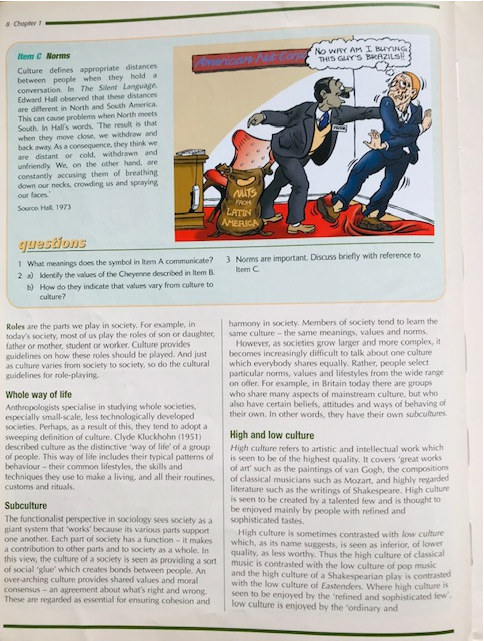 8 Chapter 1
Item C Norms
Culture defines appropriate distances
between people when they hold a
conversation. In The Silent Language,
Edward Hall observed that these distances
are different in North and South America.
This can cause problems when North meets
South. In Hall's words, 'The result is that
when they move close, we withdraw and
back away. As a consequence, they think we
are distant or cold, withdrawn and
unfriendly. We, on the other hand, are
constantly accusing them of breathing
down our necks, crowding us and spraying
our faces.'
Source: Hall, 1973
American Nut Corp
NO WAY AM I BUYING
THIS GUY'S BRAZILS!!
NUTS
FROM
LATIN
AMERICA
questions
1 What meanings does the symbol in Item A communicate?
2 a) Identify the values of the Cheyenne described in Item B.
b) How do they indicate that values vary from culture to
culture?
3 Norms are important. Discuss briefly with reference to
Item C.
Roles are the parts we play in society. For example, in
today's society, most of us play the roles of son or daughter,
father or mother, student or worker. Culture provides
guidelines on how these roles should be played. And just
as culture varies from society to society, so do the cultural
guidelines for role-playing.
Whole way of life
Anthropologists specialise in studying whole societies,
especially small-scale, less technologically developed
societies. Perhaps, as a result of this, they tend to adopt a
sweeping definition of culture. Clyde Kluckhohn (1951)
described culture as the distinctive 'way of life' of a group
of people. This way of life includes their typical patterns of
behaviour – their common lifestyles, the skills and
techniques they use to make a living, and all their routines,
customs and rituals.
Subculture
The functionalist perspective in sociology sees society as a
giant system that 'works' because its various parts support
one another. Each part of society has a function – it makes
a contribution to other parts and to society as a whole. In
this view, the culture of a society is seen as providing a sort
of social 'glue' which creates bonds between people. An
over-arching culture provides shared values and moral
consensus – an agreement about what's right and wrong.
These are regarded as essential for ensuring cohesion and
harmony in society. Members of society tend to learn the
same culture – the same meanings, values and norms.
However, as societies grow larger and more complex, it
becomes increasingly difficult to talk about one culture
which everybody shares equally. Rather, people select
particular norms, values and lifestyles from the wide range
on offer. For example, in Britain today there are groups
who share many aspects of mainstream culture, but who
also have certain beliefs, attitudes and ways of behaving of
their own. In other words, they have their own subcultures.
High and low culture
High culture refers to artistic and intellectual work which
is seen to be of the highest quality. It covers 'great works
of art' such as the paintings of van Gogh, the compositions
of classical musicians such as Mozart, and highly regarded
literature such as the writings of Shakespeare. High culture
is seen to be created by a talented few and is thought to
be enjoyed mainly by people with refined and
sophisticated tastes.
High culture is sometimes contrasted with low culture
which, as its name suggests, is seen as inferior, of lower
quality, as less worthy. Thus the high culture of classical
music is contrasted with the low culture of pop music
and the high culture of a Shakespearian play is contrasted
with the low culture of Eastenders. Where high culture is
seen to be enjoyed by the 'refined and sophisticated few',
low culture is enjoyed by the 'ordinary and